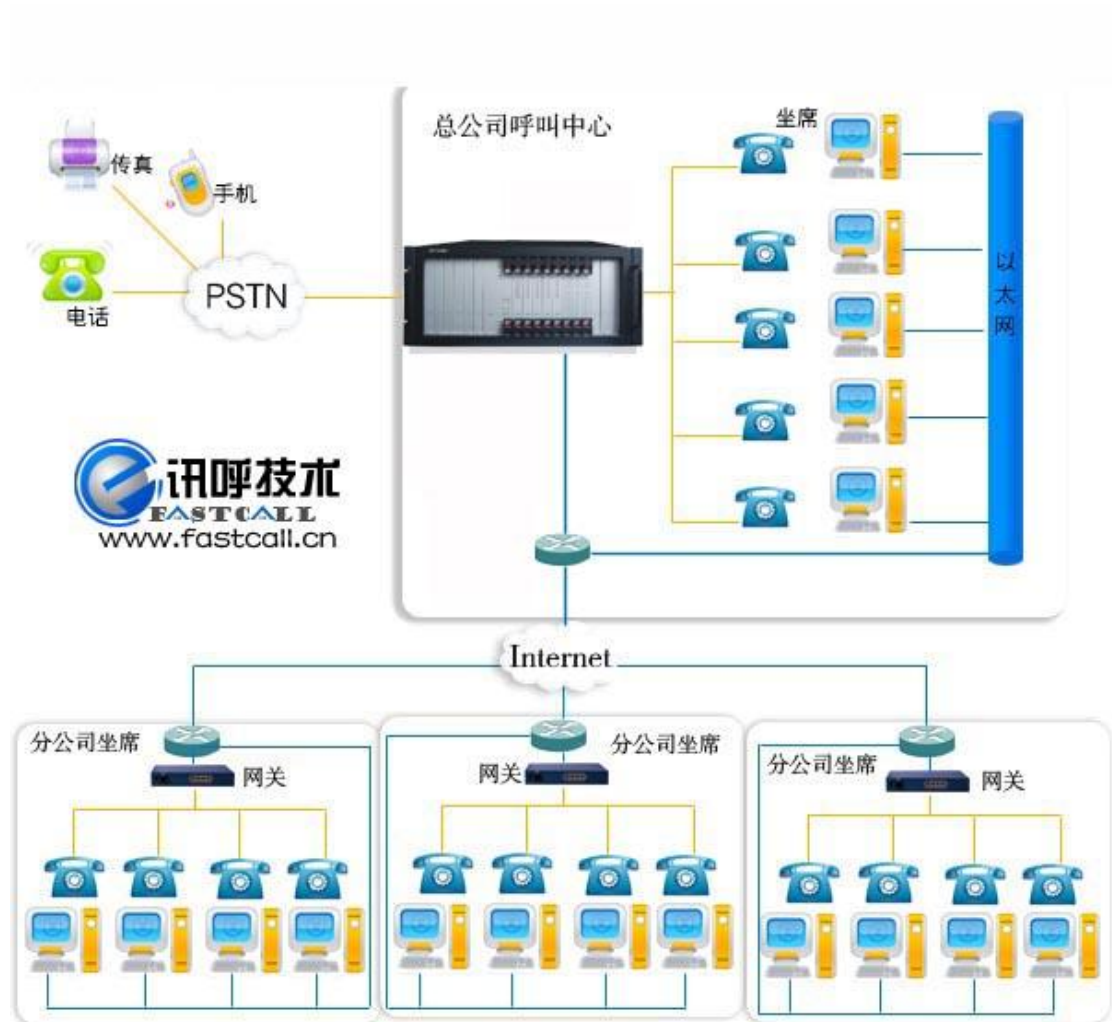 总公司呼叫中心
坐席
传真
手机
电话
PSTN
以太网
讯呼技术
FASTCALL
www.fastcall.cn
Internet
分公司坐席
网关
分公司坐席
网关
分公司坐席
网关